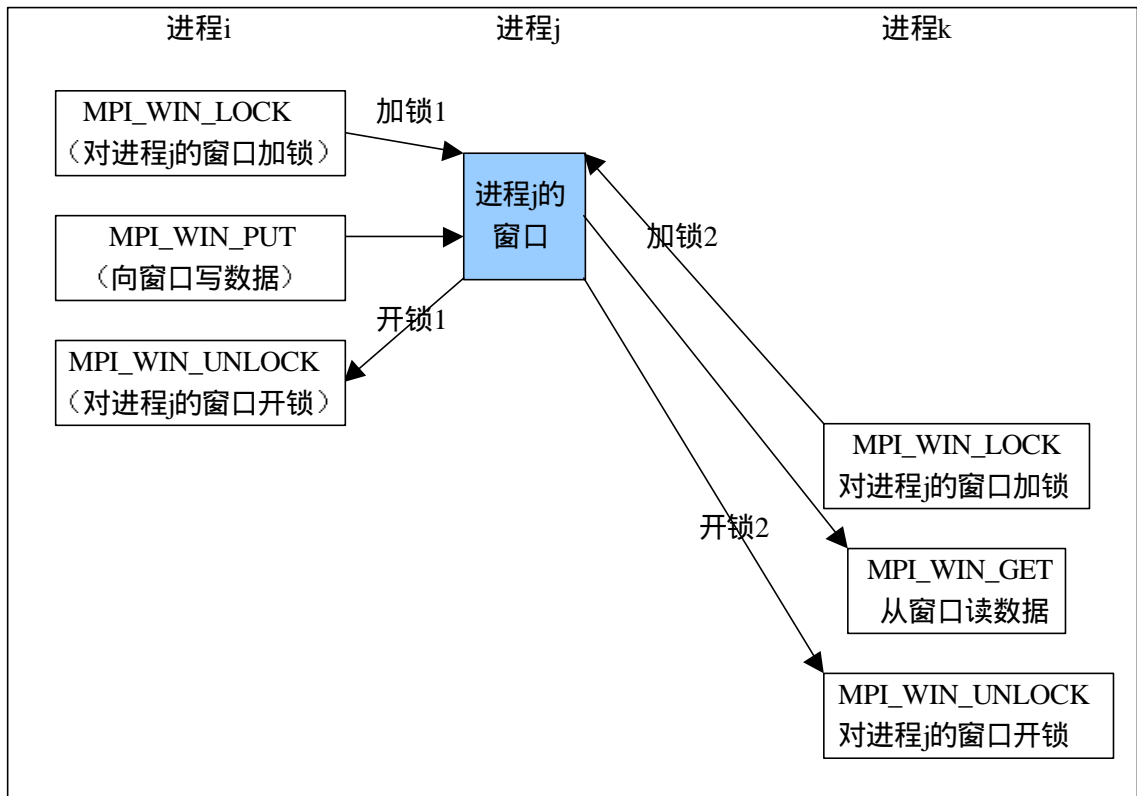 进程i
进程j
进程k
MPI_WIN_LOCK
（对进程j的窗口加锁）
加锁1
进程j的
窗口
MPI_WIN_PUT
（向窗口写数据）
加锁2
开锁1
MPI_WIN_UNLOCK
（对进程j的窗口开锁）
MPI_WIN_LOCK
对进程j的窗口加锁
开锁2
MPI_WIN_GET
从窗口读数据
MPI_WIN_UNLOCK
对进程j的窗口开锁